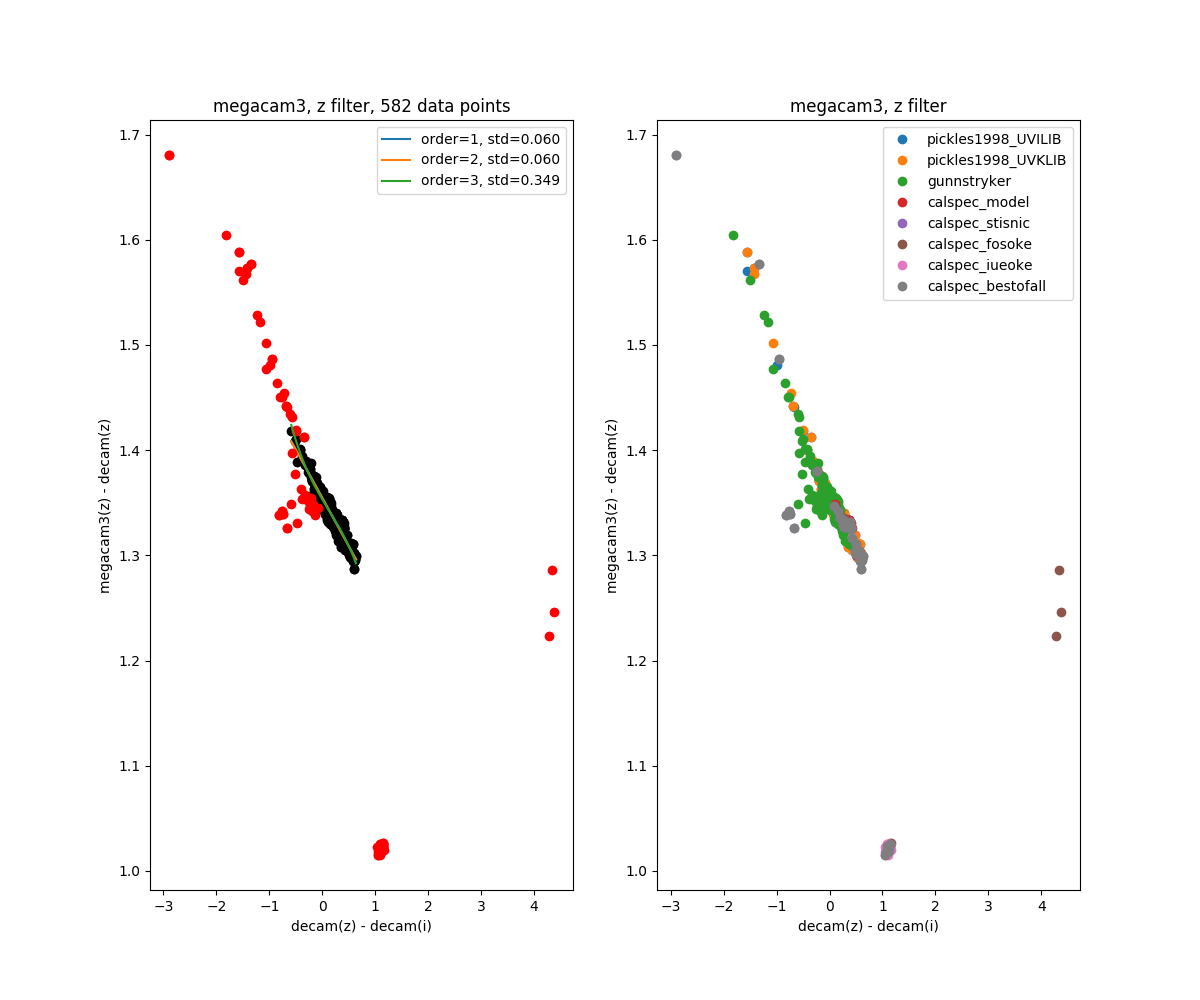 megacam3, z filter, 582 data points
order=1, std=0.060
order=2, std=0.060
order=3, std=0.349
megacam3(z) - decam(z)
1.7
1.6
1.5
1.4
1.3
1.2
1.1
1.0
−3
−2
−1
0
1
2
3
4
decam(z) - decam(i)
megacam3, z filter
pickles1998_UVILIB
pickles1998_UVKLIB
gunnstryker
calspec_model
calspec_stisnic
calspec_fosoke
calspec_iueoke
calspec_bestofall
megacam3(z) - decam(z)
1.7
1.6
1.5
1.4
1.3
1.2
1.1
1.0
−3
−2
−1
0
1
2
3
4
decam(z) - decam(i)